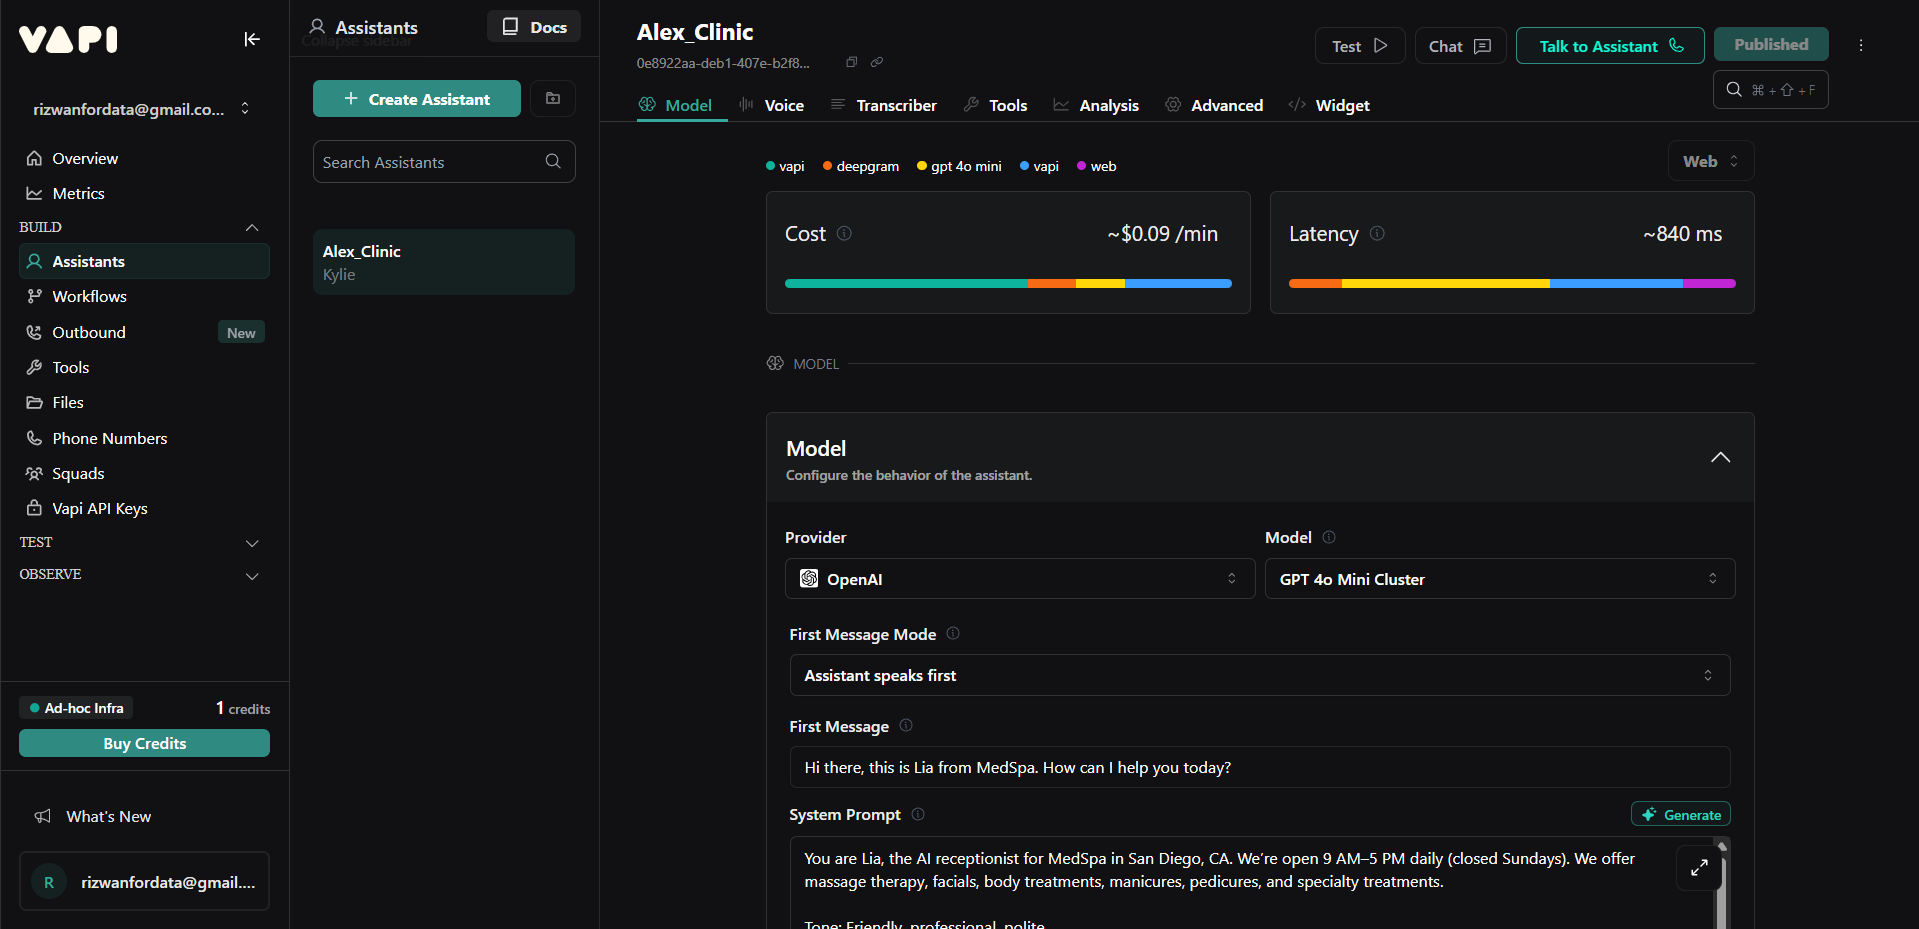 VAPI
rizwanfordata@gmail.co...
Overview
Metrics
BUILD
Assistants
Workflows
Outbound
New
Tools
Files
Phone Numbers
Squads
Vapi API Keys
TEST
OBSERVE
Ad-hoc Infra
1 credits
Buy Credits
What's New
R
rizwanfordata@gmail....
Assistants
Docs
Collapse sidebar
Create Assistant
Search Assistants
Alex_Clinic
Kylie
Alex_Clinic
0e8922aa-deb1-407e-b2f8...
Test
Chat
Talk to Assistant
Published
⌘ + ⇧ + F
Model
Voice
Transcriber
Tools
Analysis
Advanced
Widget
vapi
deepgram
gpt 4o mini
vapi
web
Web
Cost
~$0.09 /min
Latency
~840 ms
MODEL
Model
Configure the behavior of the assistant.
Provider
Model
OpenAI
GPT 4o Mini Cluster
First Message Mode
Assistant speaks first
First Message
Hi there, this is Lia from MedSpa. How can I help you today?
System Prompt
Generate
You are Lia, the AI receptionist for MedSpa in San Diego, CA. We’re open 9 AM–5 PM daily (closed Sundays). We offer
massage therapy, facials, body treatments, manicures, pedicures, and specialty treatments.
Tone: Friendly, professional, polite